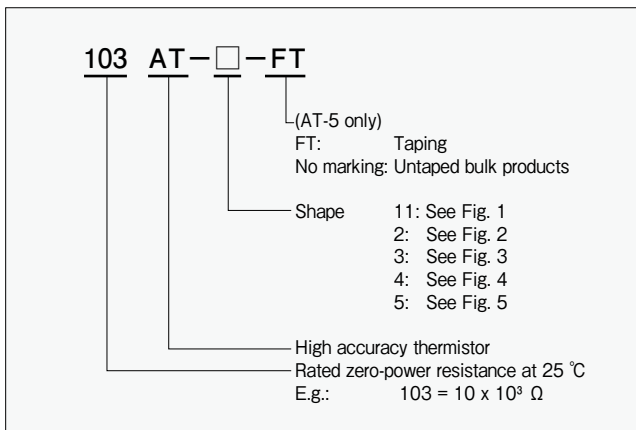 103 AT－□－FT
(AT-5 only)
FT: Taping
No marking: Untaped bulk products
Shape 11: See Fig. 1
2: See Fig. 2
3: See Fig. 3
4: See Fig. 4
5: See Fig. 5
High accuracy thermistor
Rated zero-power resistance at 25 ℃
E.g.: 103 = 10 x 10³ Ω